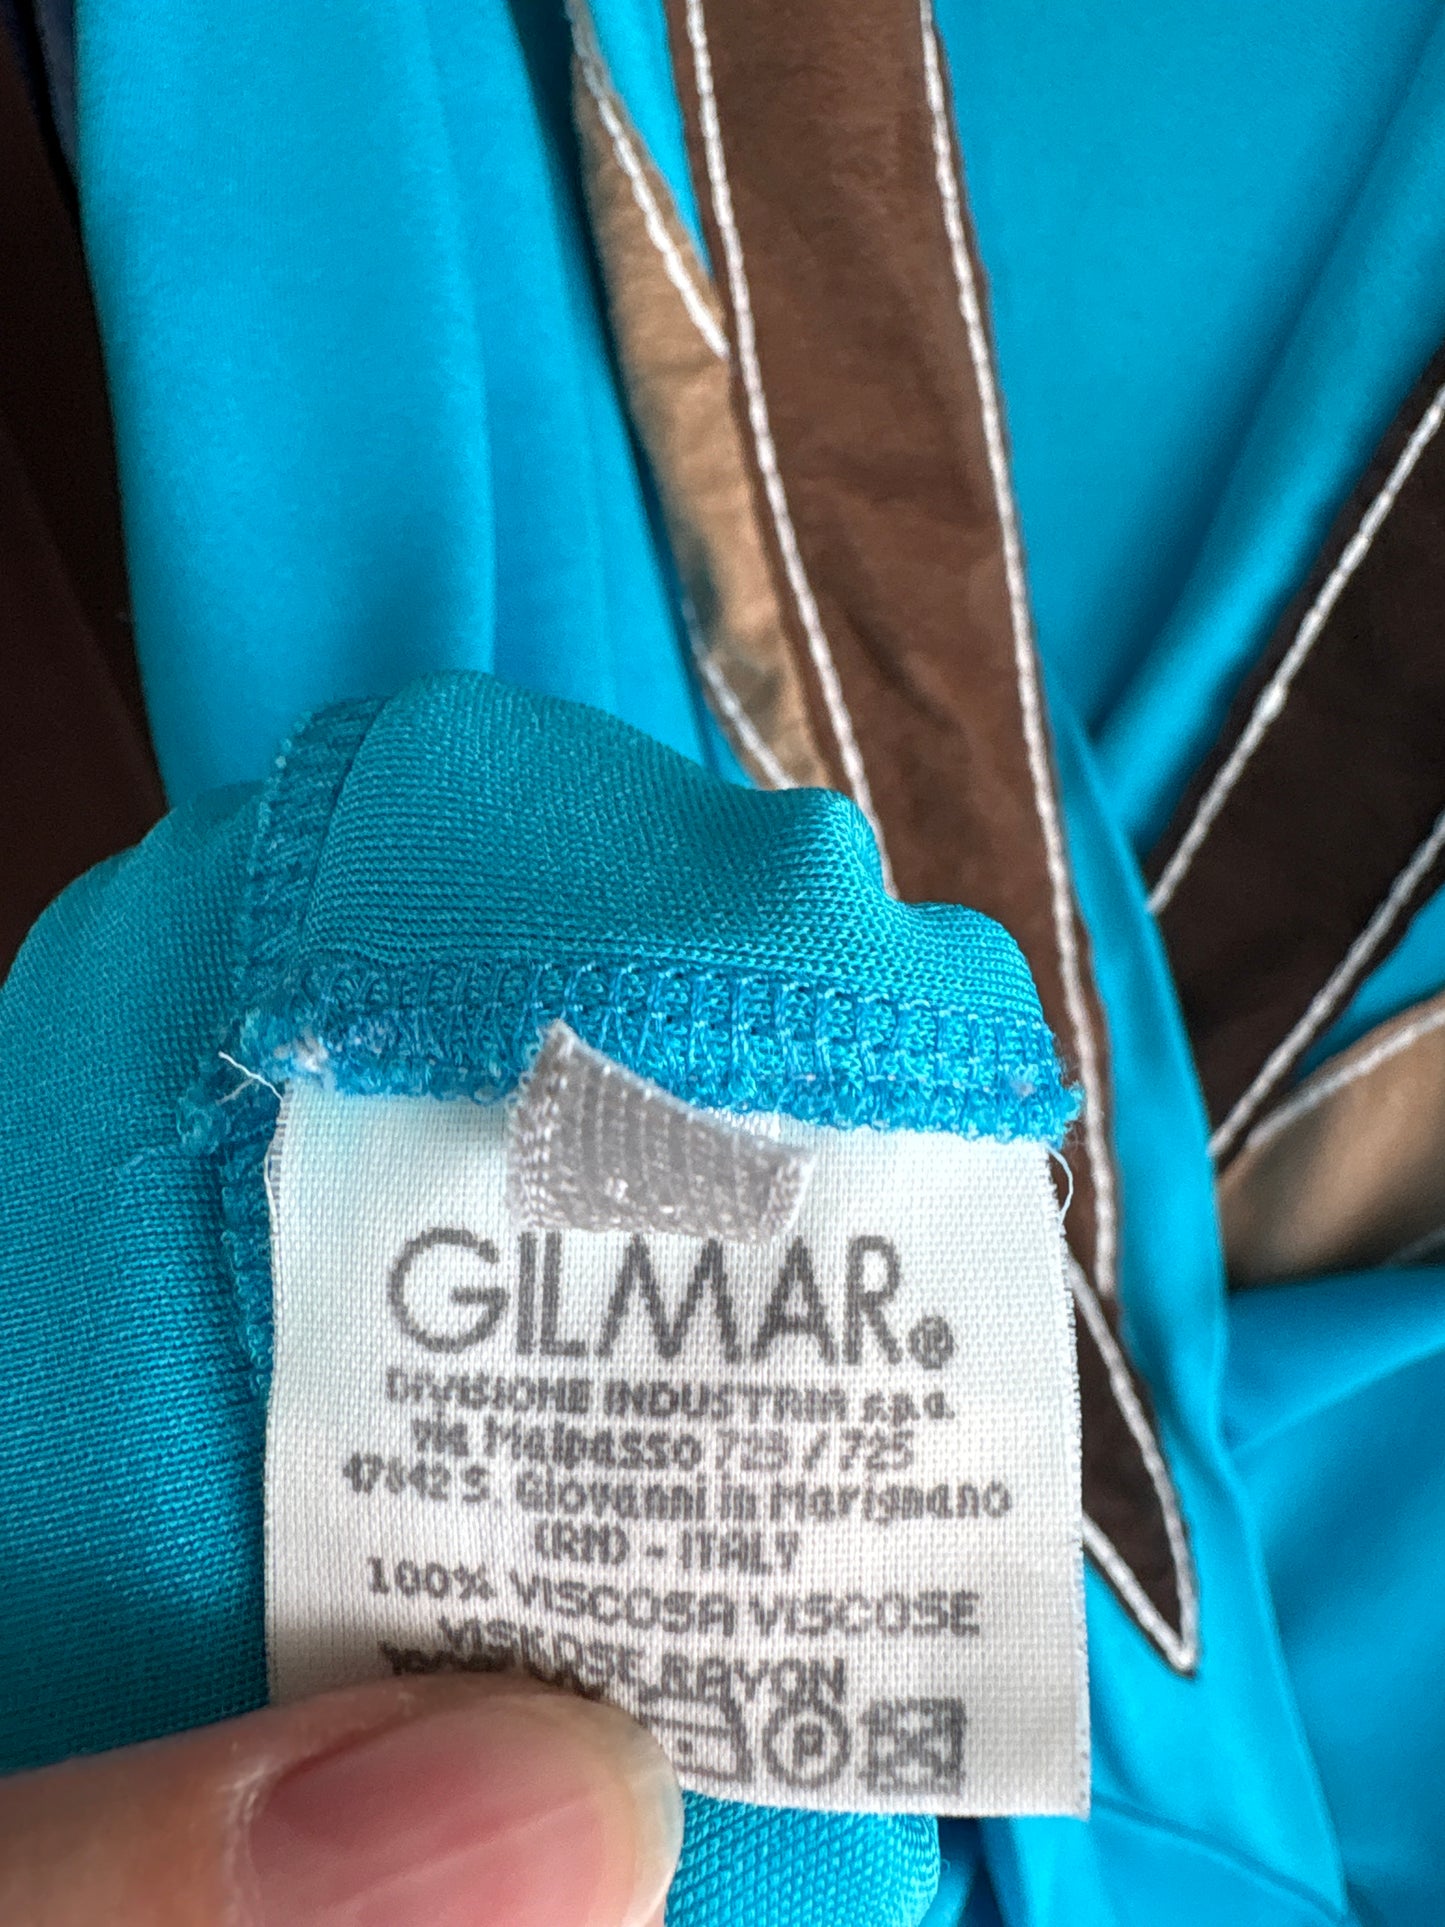 GILMAR®
DIVISIONE INDUSTRIA s.p.a.
Via Malpasso 723/725
47842 S. Giovanni in Marignano
(RN) - ITALY
100% VISCOSA VISCOSE
VISKOSE RAYON
P